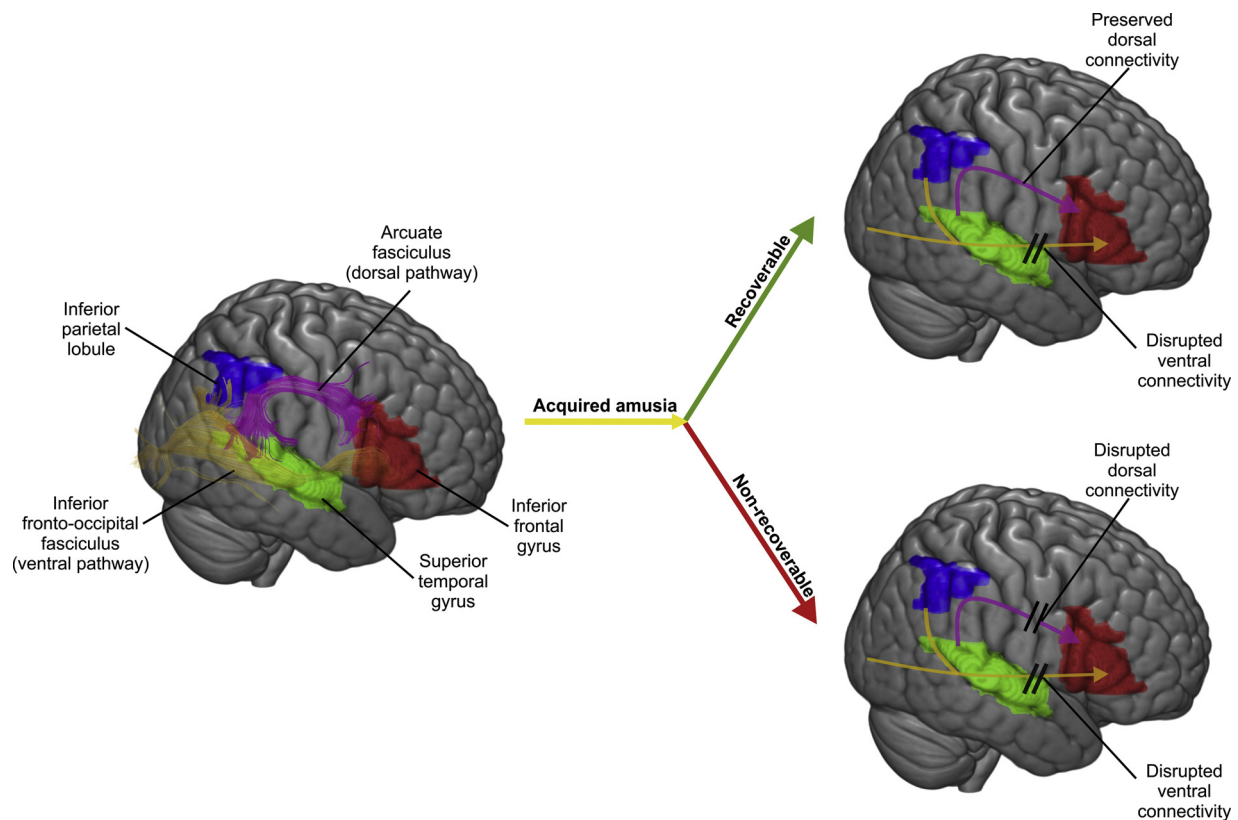 Arcuate
fasciculus
(dorsal pathway)
Inferior
parietal
lobule
Inferior
fronto-occipital
fasciculus
(ventral pathway)
Superior
temporal
gyrus
Inferior
frontal
gyrus
Acquired amusia
Recoverable
Non-recoverable
Preserved
dorsal
connectivity
Disrupted
ventral
connectivity
Disrupted
dorsal
connectivity
Disrupted
ventral
connectivity